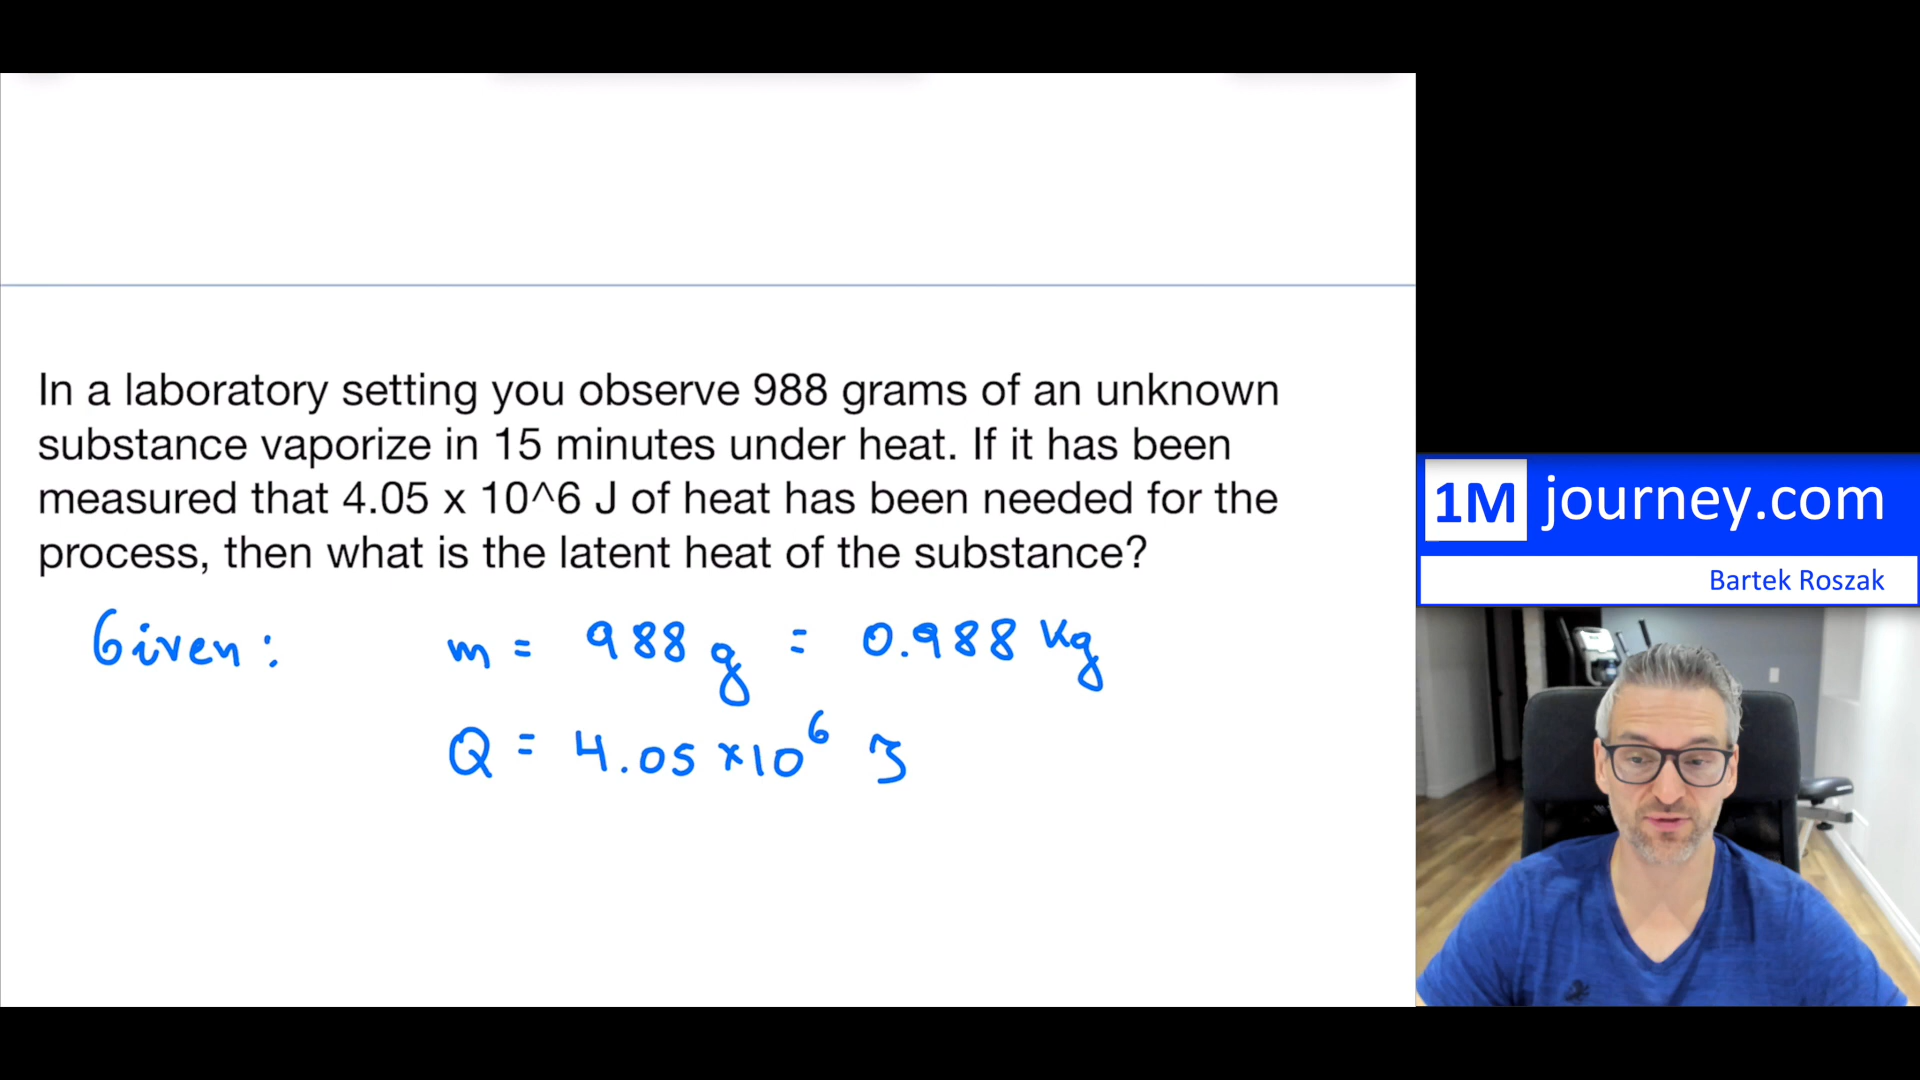 In a laboratory setting you observe 988 grams of an unknown
substance vaporize in 15 minutes under heat. If it has been
measured that 4.05 x 10^6 J of heat has been needed for the
process, then what is the latent heat of the substance?
Given: m = 988 g = 0.988 kg
Q = 4.05 × 10⁶ J
1M journey.com
Bartek Roszak